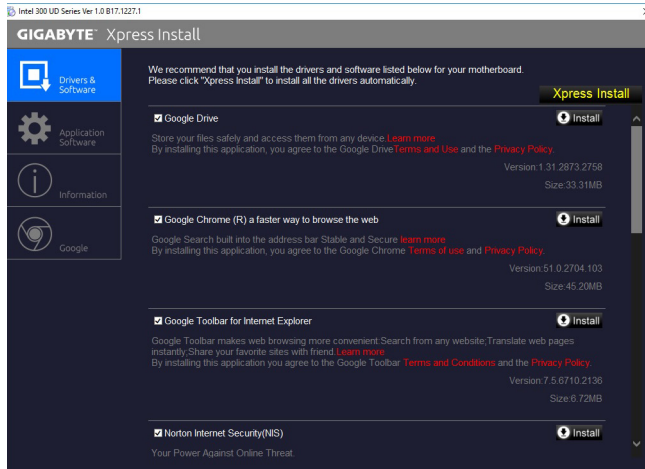 Intel 300 UD Series Ver 1.0 B17.1227.1
GIGABYTE™ Xpress Install
Drivers &
Software
Application
Software
Information
Google
We recommend that you install the drivers and software listed below for your motherboard.
Please click "Xpress Install" to install all the drivers automatically.
Xpress Install
Google Drive
Install
Store your files safely and access them from any device.Learn more
By installing this application, you agree to the Google DriveTerms and Use and the Privacy Policy.
Version:1.31.2873.2758
Size:33.31MB
Google Chrome (R) a faster way to browse the web
Install
Google Search built into the address bar Stable and Secure learn more
By installing this application, you agree to the Google Chrome Terms of use and Privacy Policy.
Version:51.0.2704.103
Size:45.20MB
Google Toolbar for Internet Explorer
Install
Google Toolbar makes web browsing more convenient.Search from any website;Translate web pages
instantly;Share your favorite sites with friend.Learn more
By installing this application you agree to the Google Toolbar Terms and Conditions and the Privacy Policy.
Version:7.5.6710.2136
Size:6.72MB
Norton Internet Security(NIS)
Install
Your Power Against Online Threat.